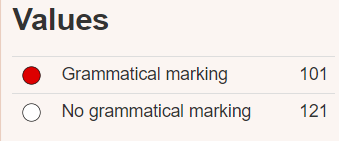 Values
Grammatical marking 101
No grammatical marking 121